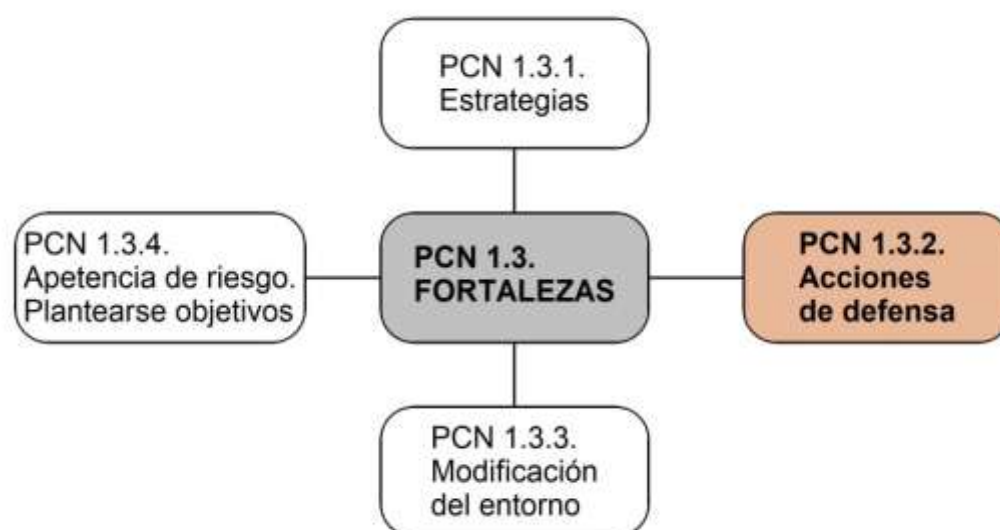 PCN 1.3.1.
Estrategias
PCN 1.3.4.
Apetencia de riesgo.
Plantearse objetivos
PCN 1.3.
FORTALEZAS
PCN 1.3.2.
Acciones
de defensa
PCN 1.3.3.
Modificación
del entorno